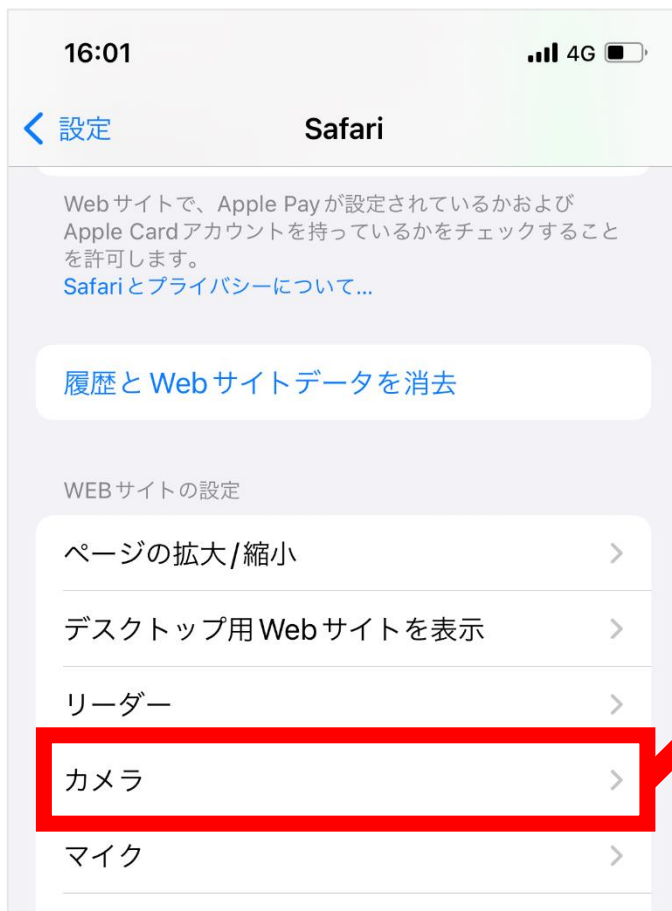 16:01
4G
設定
Safari
Webサイトで、Apple Payが設定されているかおよび
Apple Cardアカウントを持っているかをチェックすること
を許可します。
Safariとプライバシーについて...
履歴とWebサイトデータを消去
WEBサイトの設定
ページの拡大/縮小
デスクトップ用Webサイトを表示
リーダー
カメラ
マイク